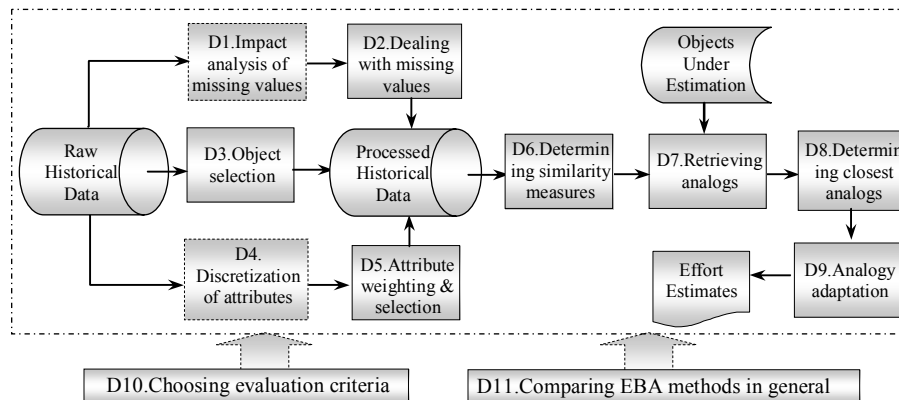 D1.Impact
analysis of
missing values
D2.Dealing
with missing
values
Objects
Under
Estimation
Raw
Historical
Data
D3.Object
selection
Processed
Historical
Data
D6.Determin
ing similarity
measures
D7.Retrieving
analogs
D8.Determin
ing closest
analogs
D4.
Discretization
of attributes
D5.Attribute
weighting &
selection
Effort
Estimates
D9.Analogy
adaptation
D10.Choosing evaluation criteria
D11.Comparing EBA methods in general